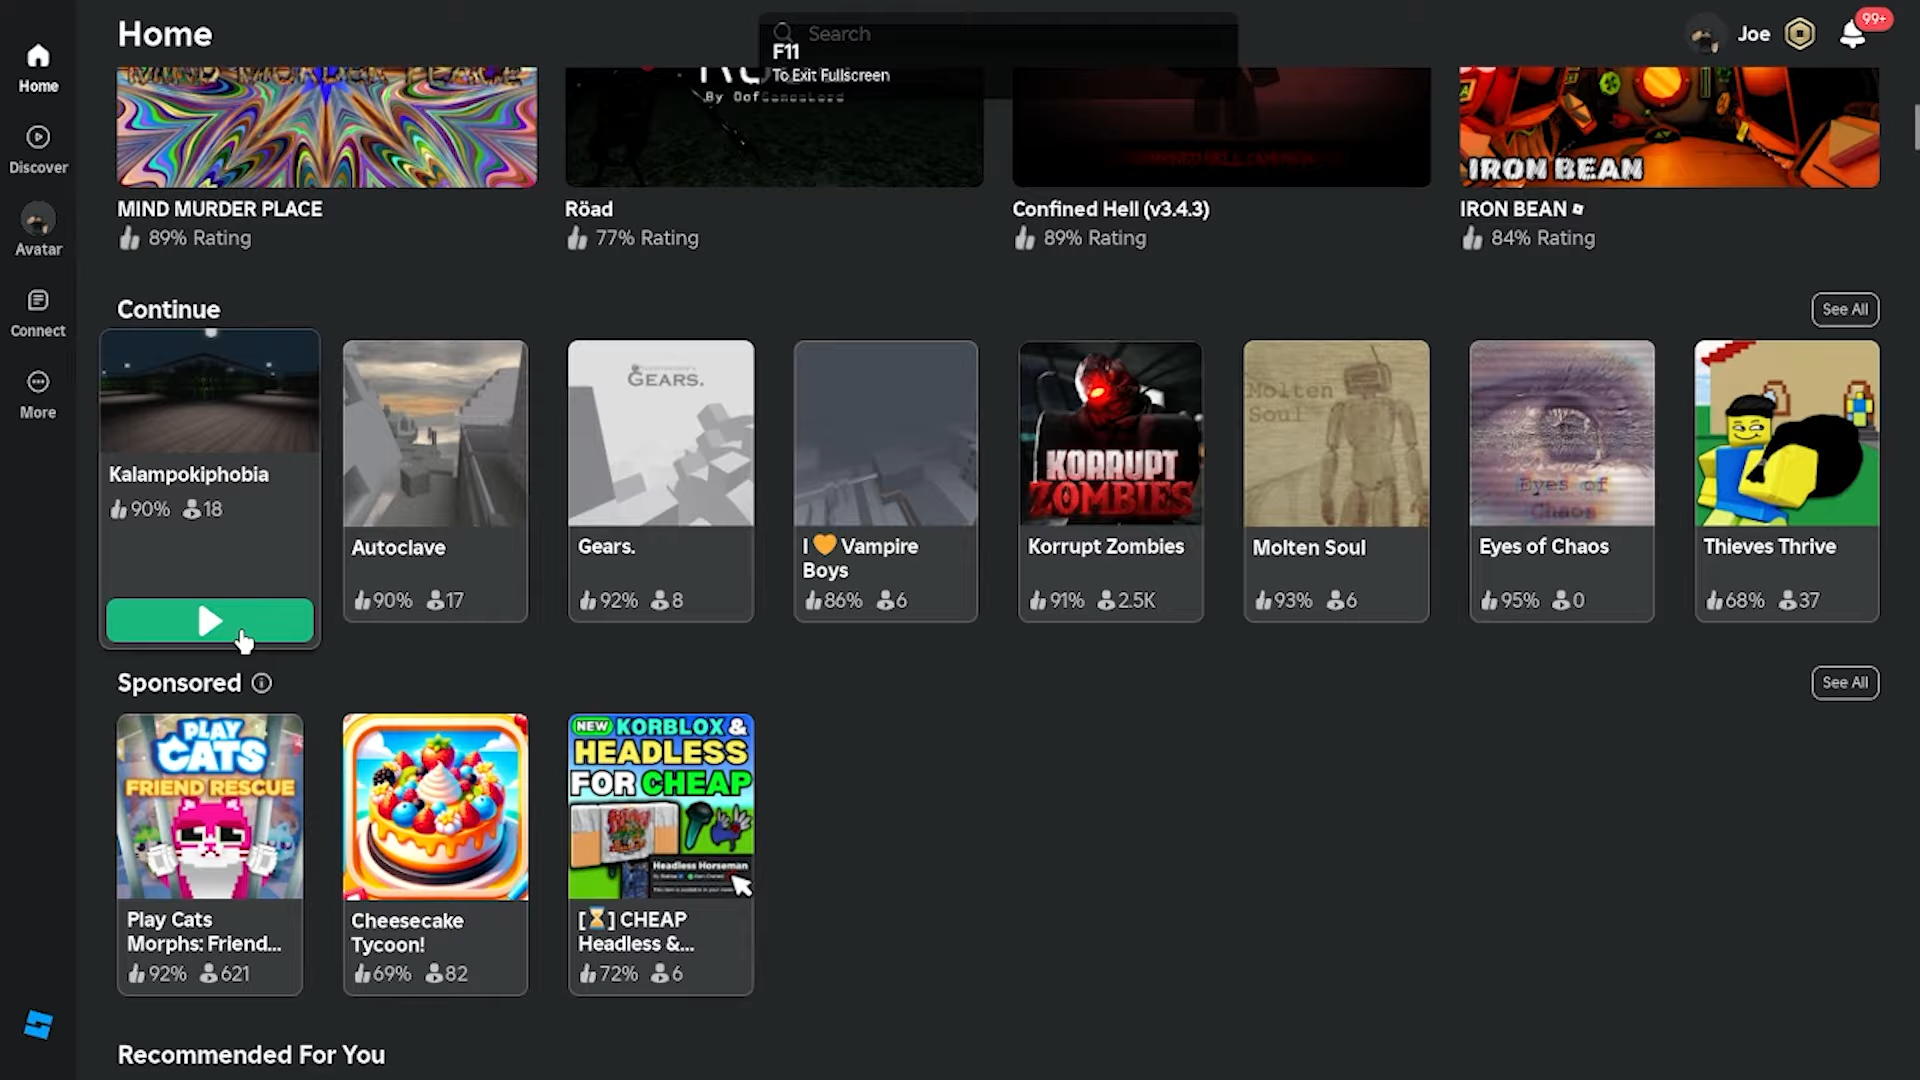 Home
Search
F11
To Exit Fullscreen
Joe
99+
Home
Discover
Avatar
Connect
More
By OofGamesLord
IRON BEAN
MIND MURDER PLACE
89% Rating
Röad
77% Rating
Confined Hell (v3.4.3)
89% Rating
IRON BEAN
84% Rating
Continue
See All
Kalampokiphobia
90% 18
GEARS.
KORRUPT
ZOMBIES
Molten
Soul
Eyes of
Chaos
Autoclave
90% 17
Gears.
92% 8
I 🧡 Vampire
Boys
86% 6
Korrupt Zombies
91% 2.5K
Molten Soul
93% 6
Eyes of Chaos
95% 0
Thieves Thrive
68% 37
Sponsored
See All
PLAY
CATS
FRIEND RESCUE
NEW KORBLOX &
HEADLESS
FOR CHEAP
Headless Horseman
Play Cats
Morphs: Friend...
92% 621
Cheesecake
Tycoon!
69% 82
[⏳] CHEAP
Headless &...
72% 6
Recommended For You